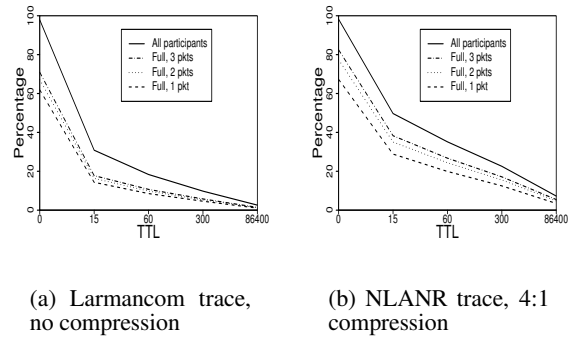 100
80
60
40
20
0
Percentage
All participants
Full, 3 pkts
Full, 2 pkts
Full, 1 pkt
0 15 60 300 86400
TTL
(a) Larmancom trace,
no compression
100
80
60
40
20
0
Percentage
All participants
Full, 3 pkts
Full, 2 pkts
Full, 1 pkt
0 15 60 300 86400
TTL
(b) NLANR trace, 4:1
compression